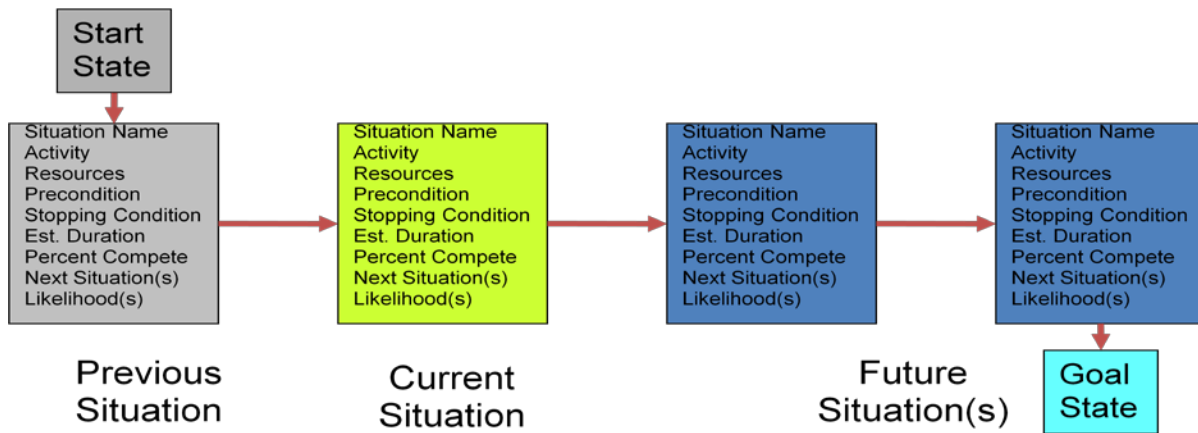 Start
State
Situation Name
Activity
Resources
Precondition
Stopping Condition
Est. Duration
Percent Compete
Next Situation(s)
Likelihood(s)
Situation Name
Activity
Resources
Precondition
Stopping Condition
Est. Duration
Percent Compete
Next Situation(s)
Likelihood(s)
Situation Name
Activity
Resources
Precondition
Stopping Condition
Est. Duration
Percent Compete
Next Situation(s)
Likelihood(s)
Situation Name
Activity
Resources
Precondition
Stopping Condition
Est. Duration
Percent Compete
Next Situation(s)
Likelihood(s)
Previous
Situation
Current
Situation
Future
Situation(s)
Goal
State